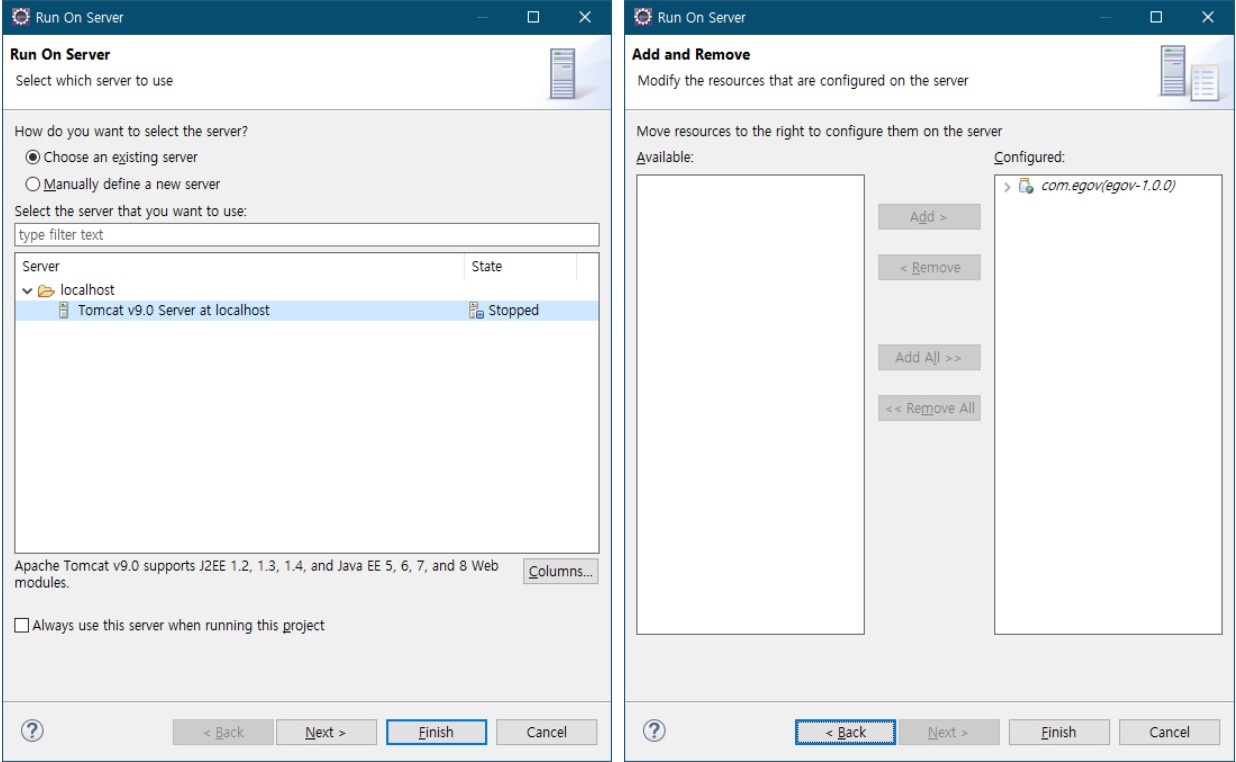 Run On Server
Run On Server
Select which server to use
How do you want to select the server?
Choose an existing server
Manually define a new server
Select the server that you want to use:
type filter text
Server State
localhost
Tomcat v9.0 Server at localhost Stopped
Apache Tomcat v9.0 supports J2EE 1.2, 1.3, 1.4, and Java EE 5, 6, 7, and 8 Web
modules.
Columns...
Always use this server when running this project
? < Back Next > Finish Cancel
Run On Server
Add and Remove
Modify the resources that are configured on the server
Move resources to the right to configure them on the server
Available: Configured:
com.egov(egov-1.0.0)
Add >
< Remove
Add All >>
<< Remove All
? < Back Next > Finish Cancel